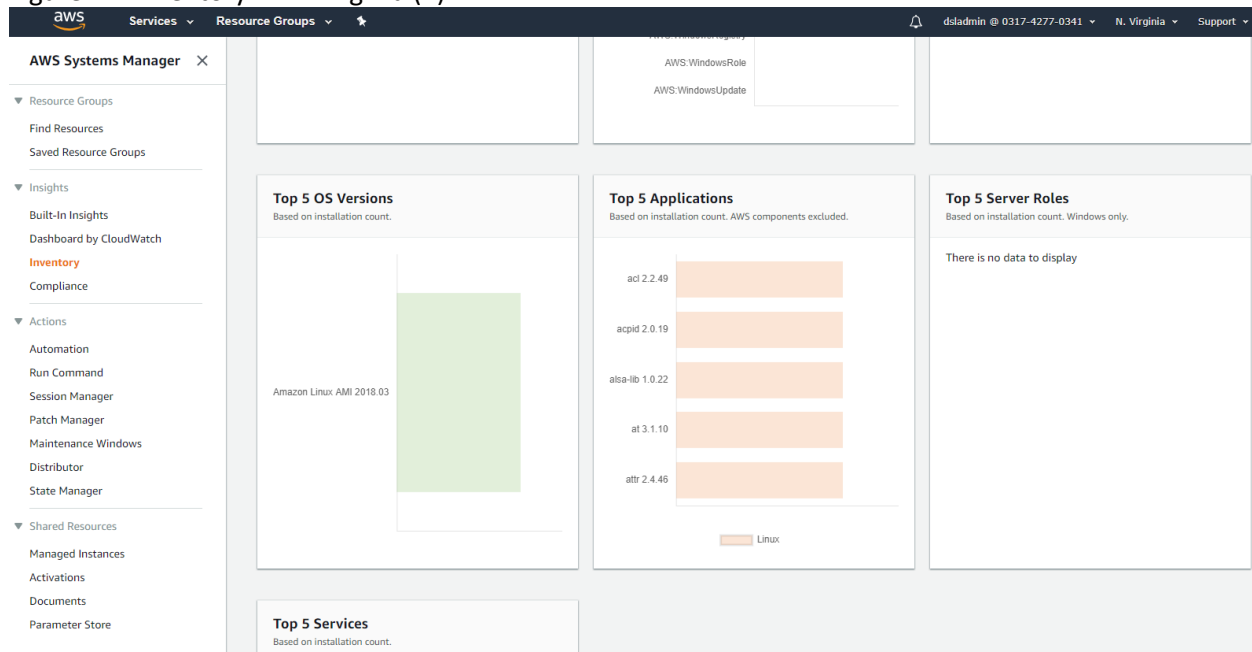 aws
Services
Resource Groups
dsladmin @ 0317-4277-0341
N. Virginia
Support
AWS Systems Manager
Resource Groups
Find Resources
Saved Resource Groups
Insights
Built-In Insights
Dashboard by CloudWatch
Inventory
Compliance
Actions
Automation
Run Command
Session Manager
Patch Manager
Maintenance Windows
Distributor
State Manager
Shared Resources
Managed Instances
Activations
Documents
Parameter Store
AWS:WindowsRole
AWS:WindowsUpdate
Top 5 OS Versions
Based on installation count.
Amazon Linux AMI 2018.03
Top 5 Applications
Based on installation count. AWS components excluded.
acl 2.2.49
acpid 2.0.19
alsa-lib 1.0.22
at 3.1.10
attr 2.4.46
Linux
Top 5 Server Roles
Based on installation count. Windows only.
There is no data to display
Top 5 Services
Based on installation count.